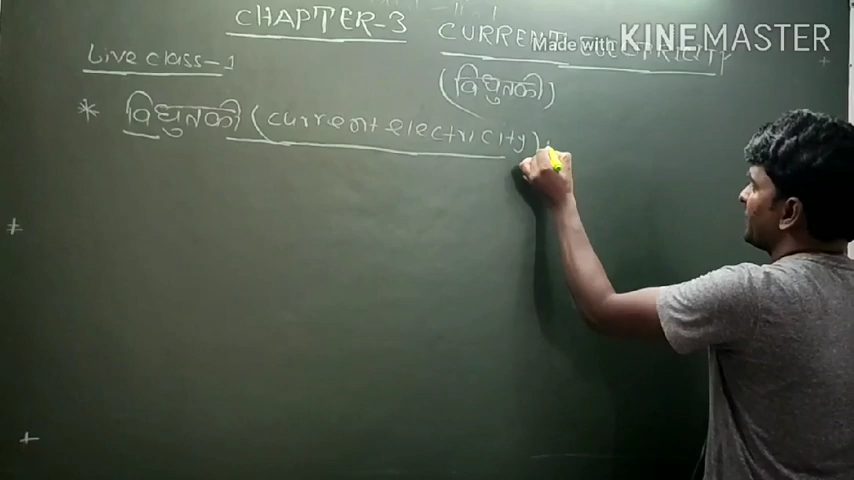 CHAPTER-3
CURRENT ELECTRICITY
Made with KINEMASTER
Live class-1
(विधुतकी)
* विधुतकी (current electricity)